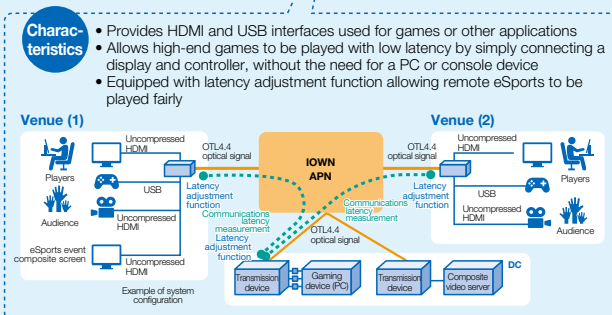 Charac-
teristics
• Provides HDMI and USB interfaces used for games or other applications
• Allows high-end games to be played with low latency by simply connecting a
display and controller, without the need for a PC or console device
• Equipped with latency adjustment function allowing remote eSports to be
played fairly
Venue (1)
Uncompressed
HDMI
Players
USB
Audience
Uncompressed
HDMI
eSports event
composite screen
Uncompressed
HDMI
Example of system
configuration
OTL4.4
optical signal
Latency
adjustment
function
Communications
latency
measurement
Latency
adjustment
function
IOWN
APN
Communications
latency
measurement
OTL4.4
optical signal
OTL4.4
optical signal
Venue (2)
Uncompressed
HDMI
Players
Latency
adjustment
function
USB
Uncompressed
HDMI
Audience
DC
Transmission
device
Gaming
device (PC)
Transmission
device
Composite
video server